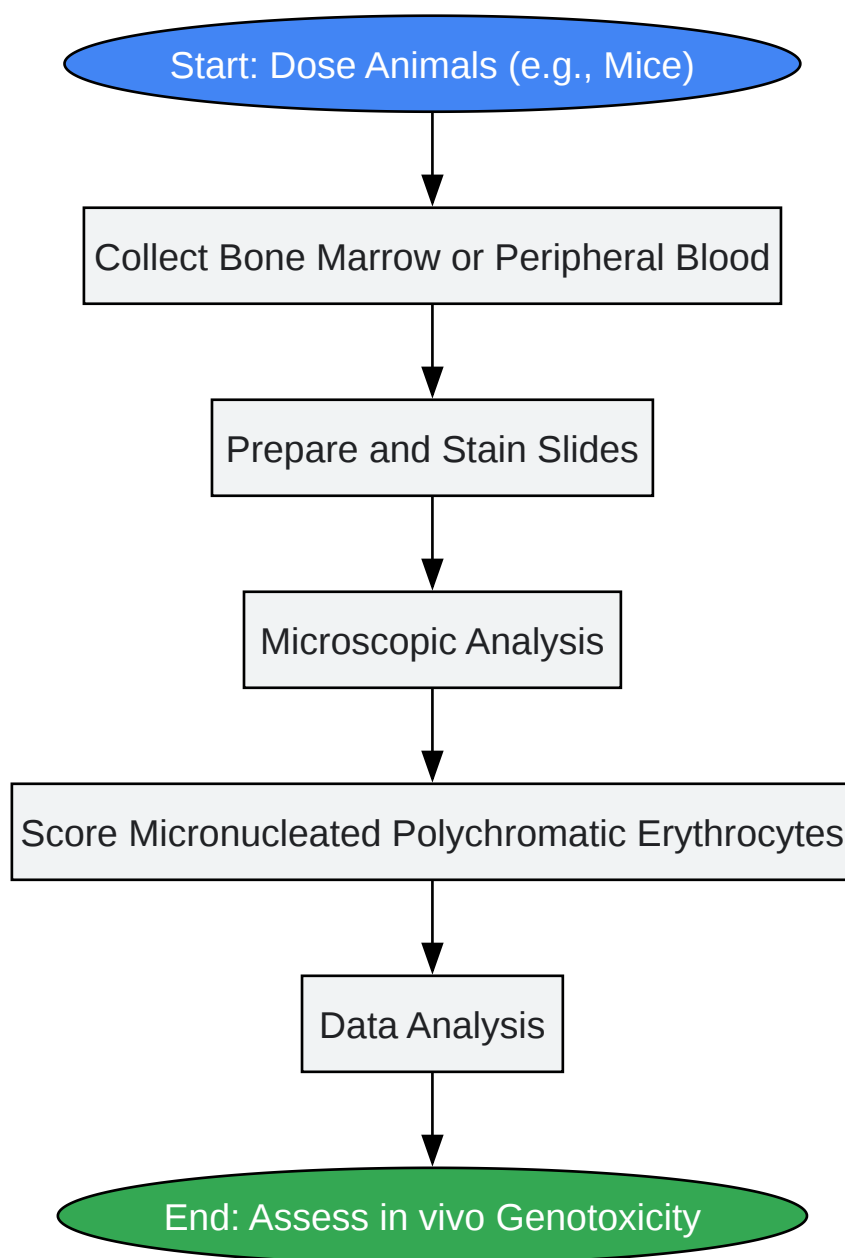 Start: Dose Animals (e.g., Mice)
Collect Bone Marrow or Peripheral Blood
Prepare and Stain Slides
Microscopic Analysis
Score Micronucleated Polychromatic Erythrocytes
Data Analysis
End: Assess in vivo Genotoxicity